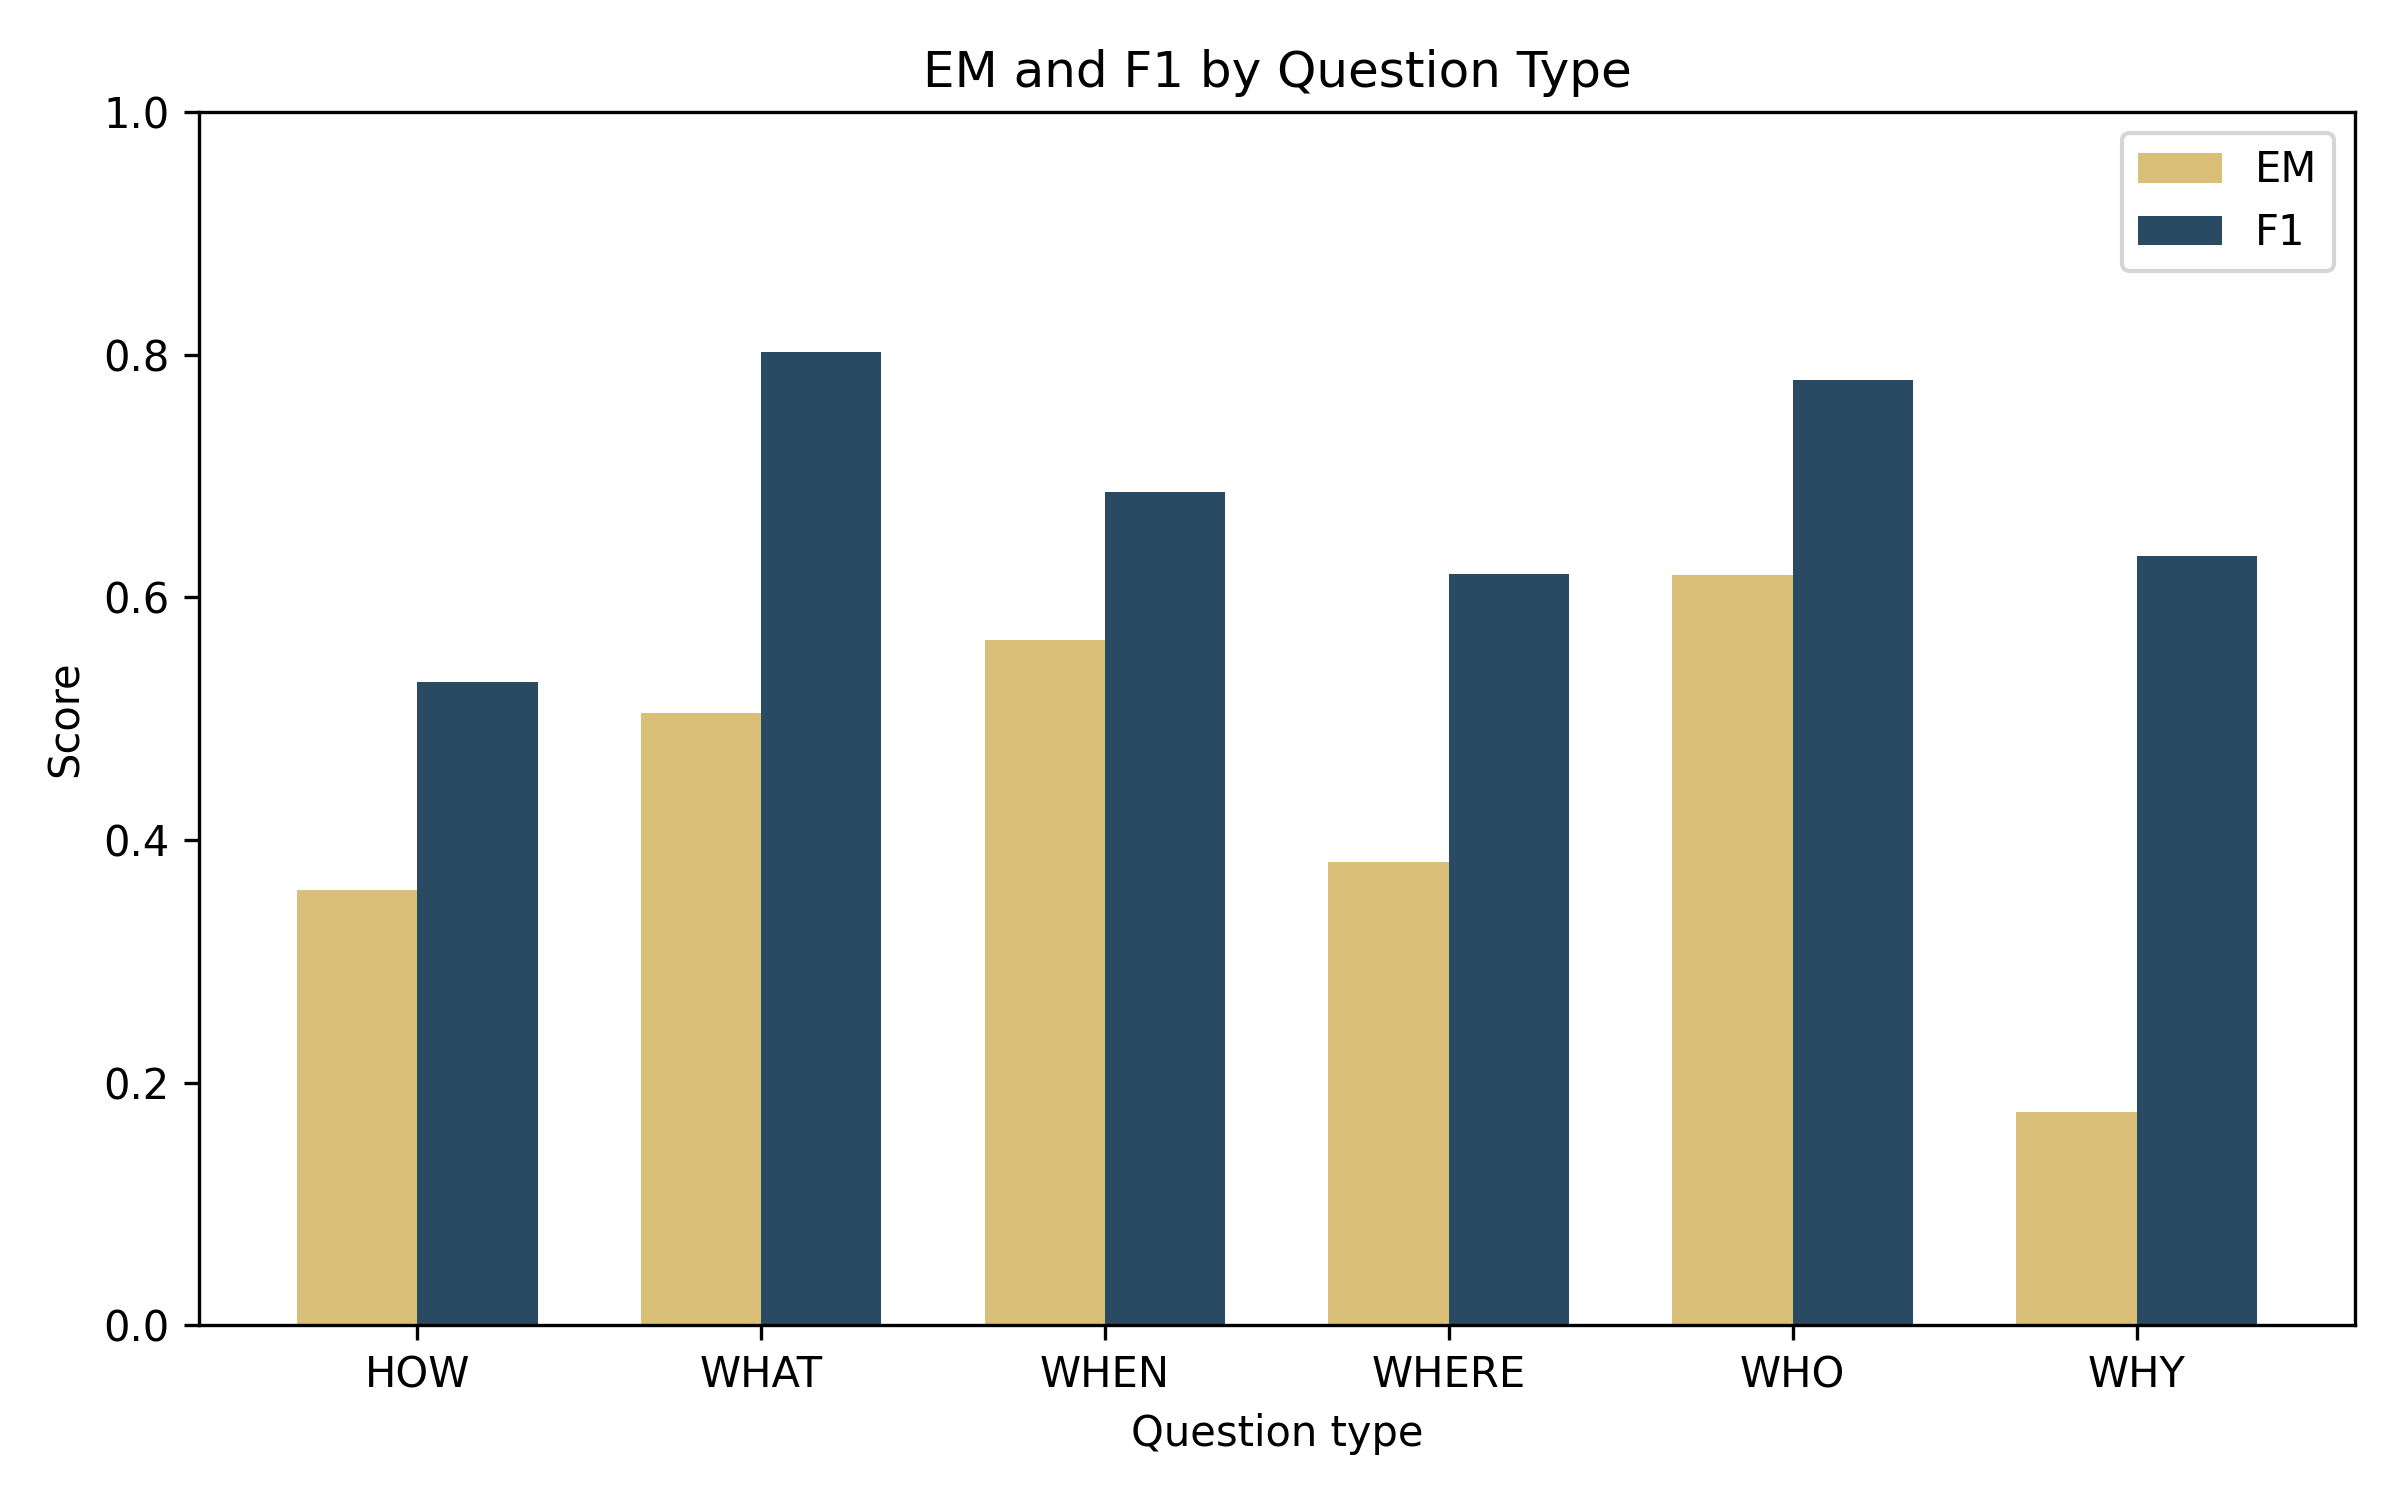 EM and F1 by Question Type
1.0
0.8
0.6
0.4
0.2
0.0
Score
EM
F1
HOW WHAT WHEN WHERE WHO WHY
Question type